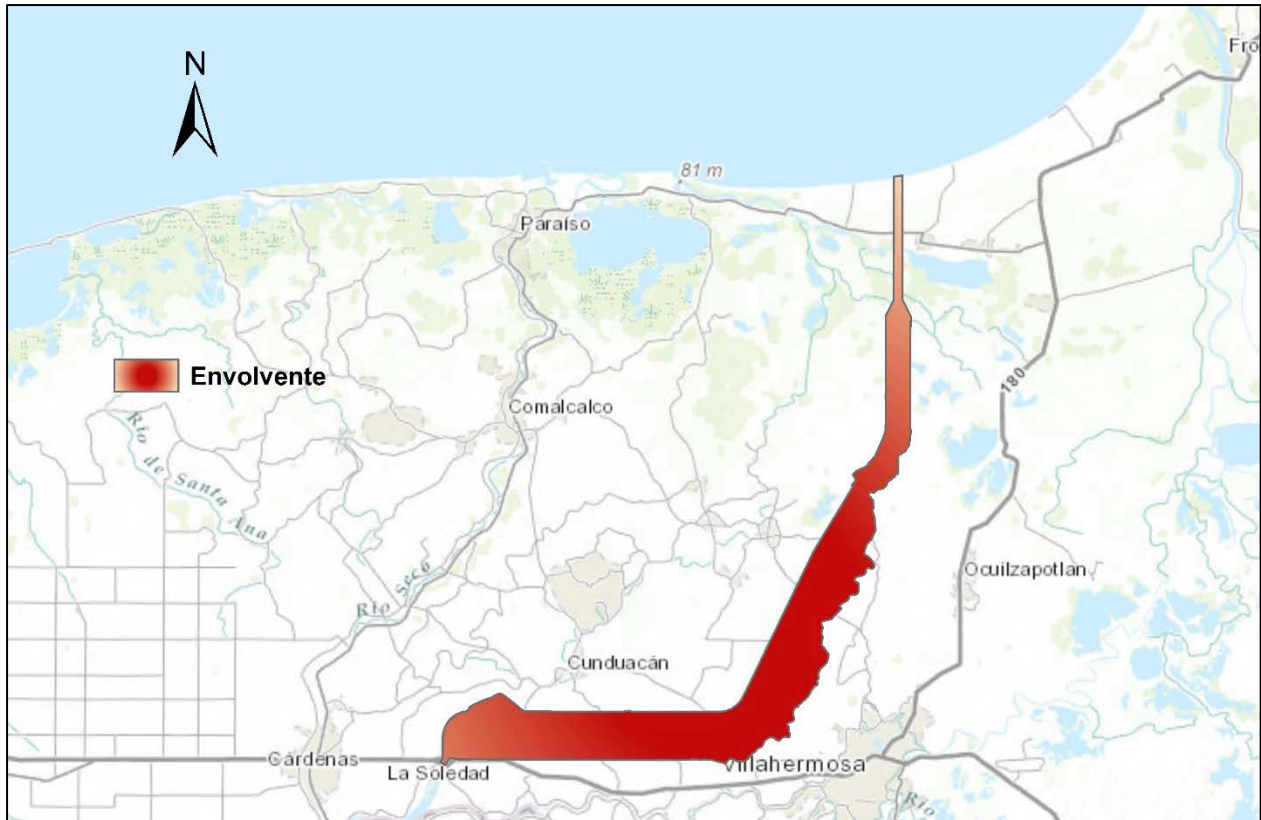 Fro
N
81 m
Paraíso
Envolvente
180
Comalcalco
Río de Santa Ana
Ocuilzapotlan
Río Seco
Cunduacán
Cárdenas
La Soledad
Villahermosa
Río